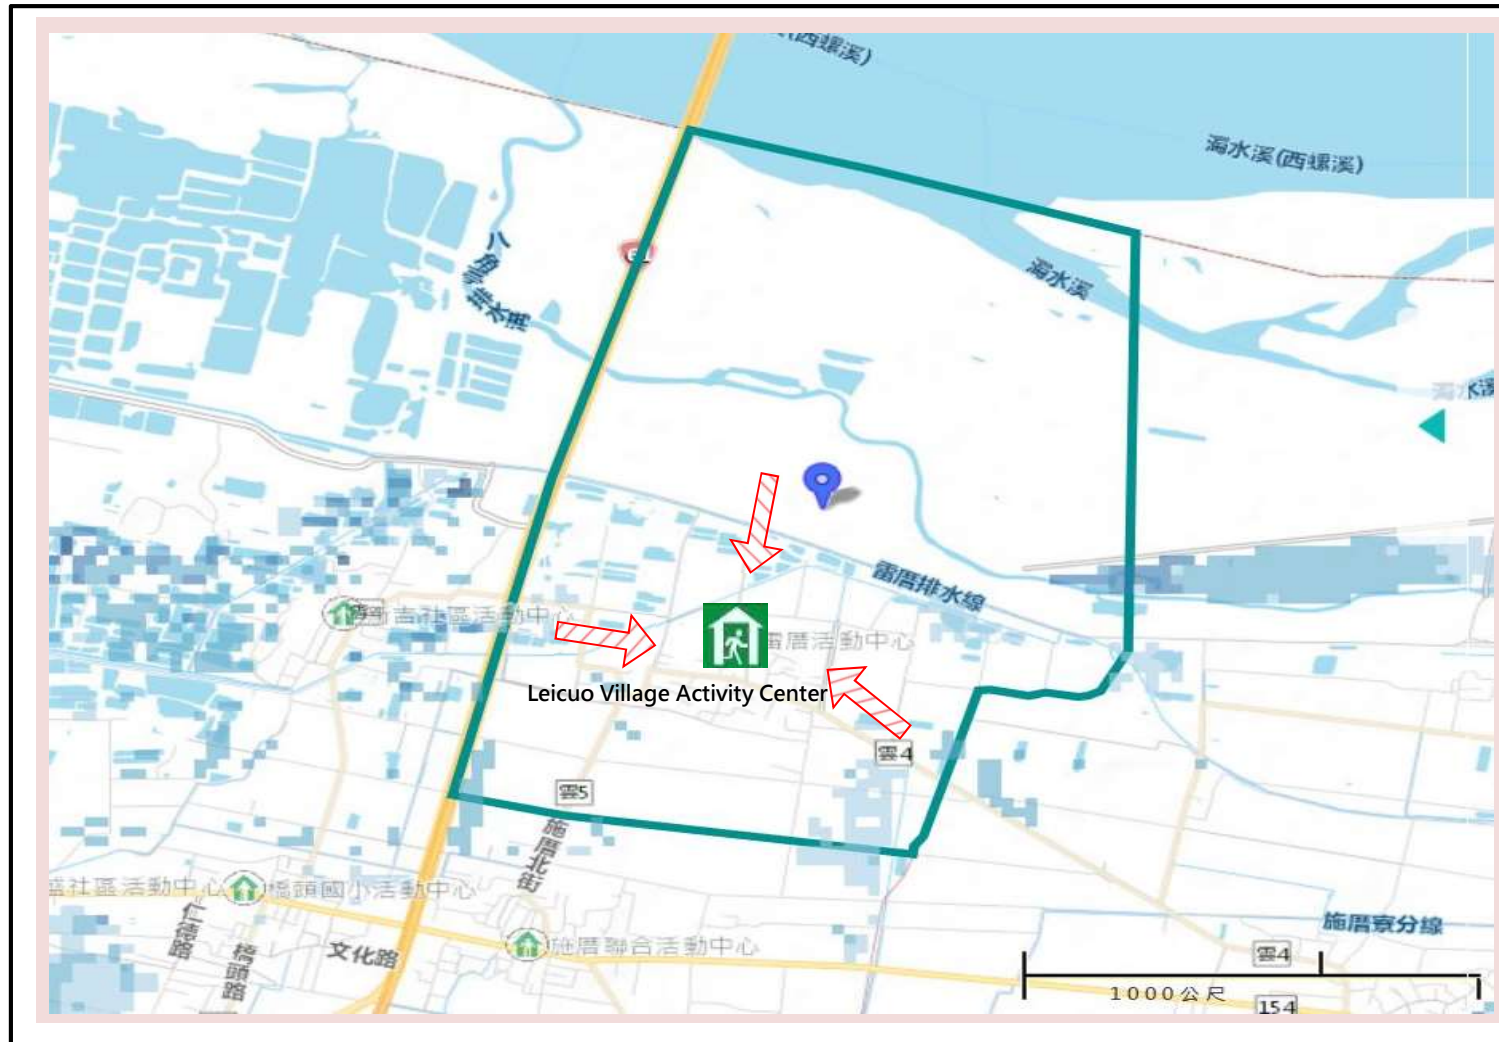 (西螺溪)
濁水溪(西螺溪)
濁水溪
濁水溪
61
八角亭排水溝
雷厝排水線
雷厝活動中心
吉社區活動中心
Leicuo Village Activity Center
雲4
雲5
施厝北街
社區活動中心
橋頭國小活動中心
仁德路
橋頭路
文化路
施厝聯合活動中心
施厝寮分線
雲4
1000公尺
154